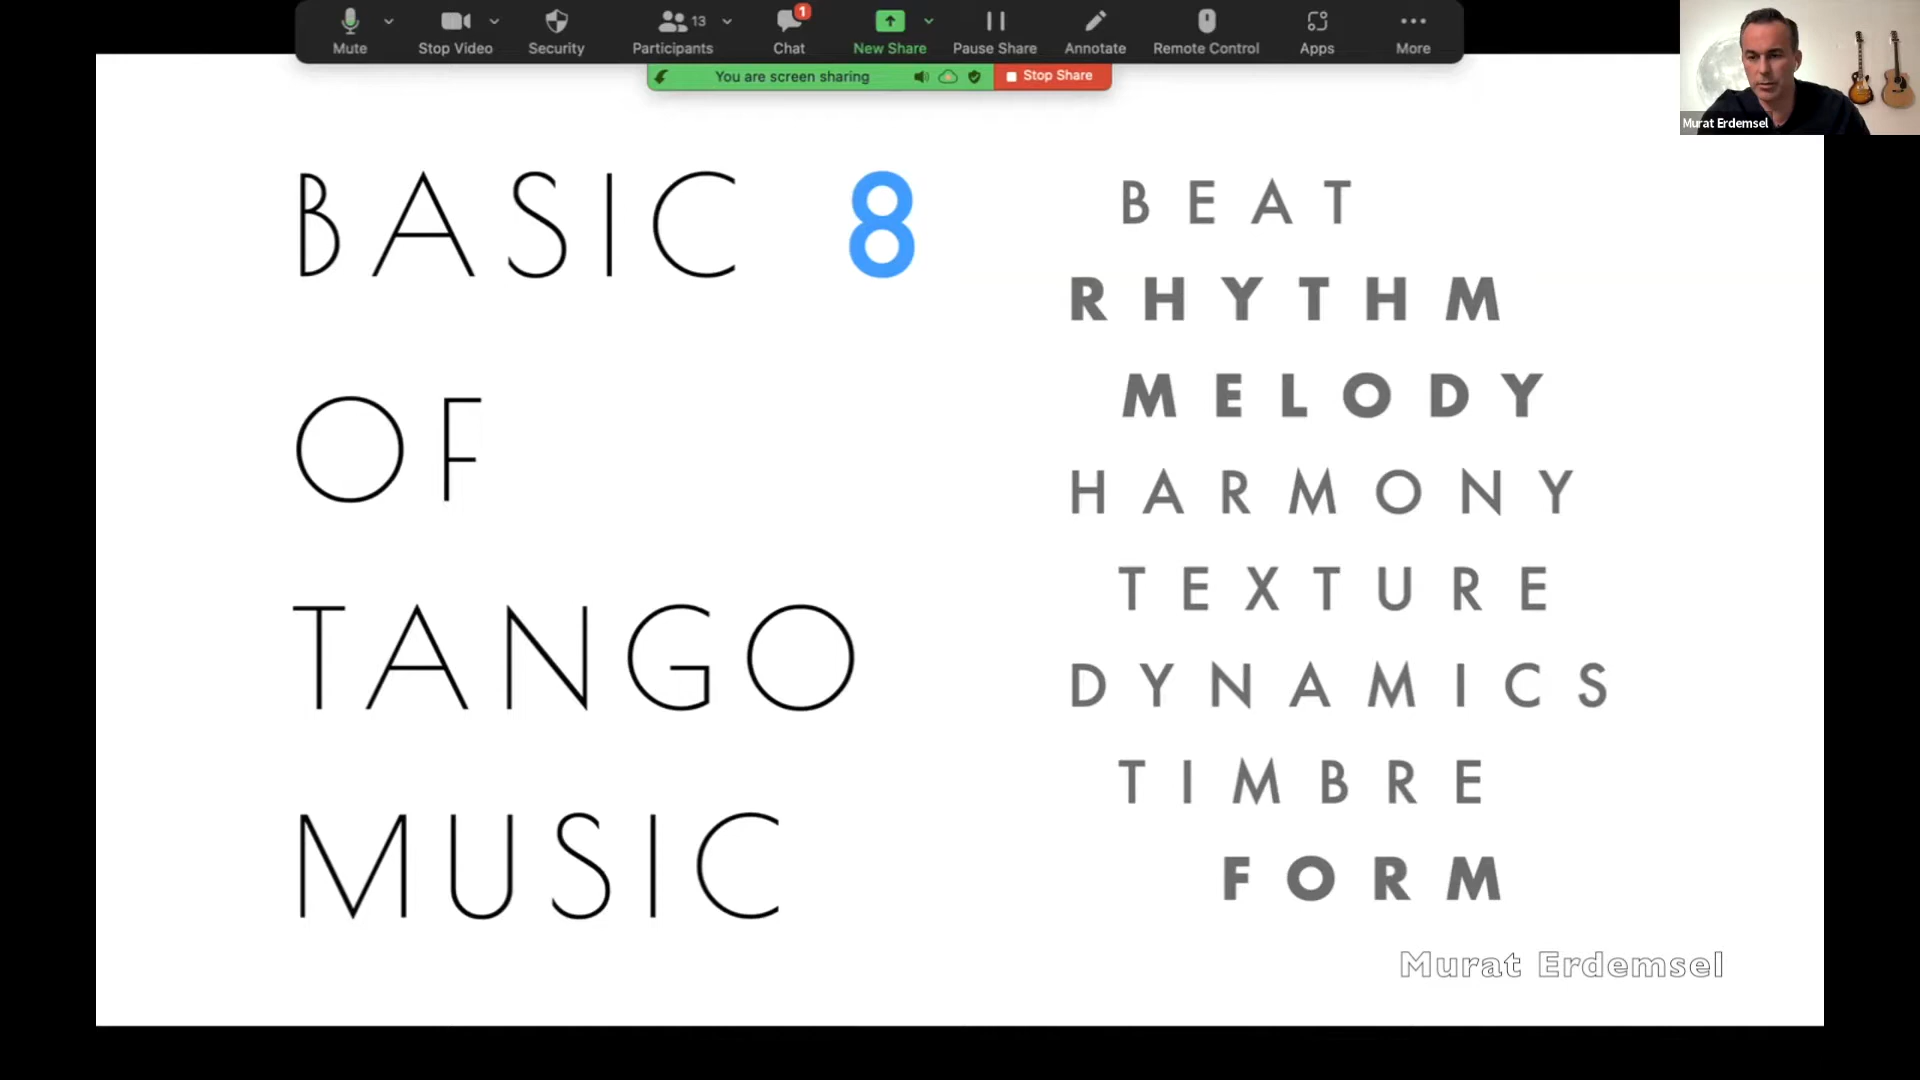 Mute
Stop Video
Security
13
Participants
1
Chat
New Share
Pause Share
Annotate
Remote Control
Apps
More
You are screen sharing
Stop Share
Murat Erdemsel
BASIC 8
OF
TANGO
MUSIC
BEAT
RHYTHM
MELODY
HARMONY
TEXTURE
DYNAMICS
TIMBRE
FORM
Murat Erdemsel